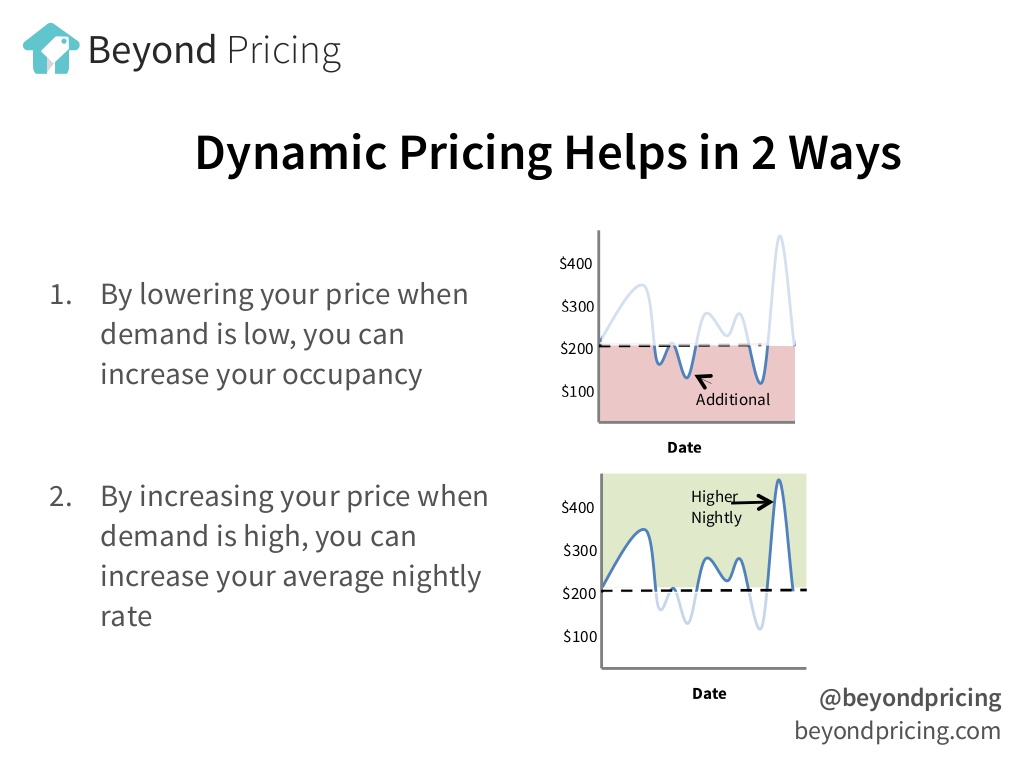 Beyond Pricing
Dynamic Pricing Helps in 2 Ways
1. By lowering your price when
demand is low, you can
increase your occupancy
$400
$300
$200
$100
Additional
Date
2. By increasing your price when
demand is high, you can
increase your average nightly
rate
$400
$300
$200
$100
Higher
Nightly
Date
@beyondpricing
beyondpricing.com